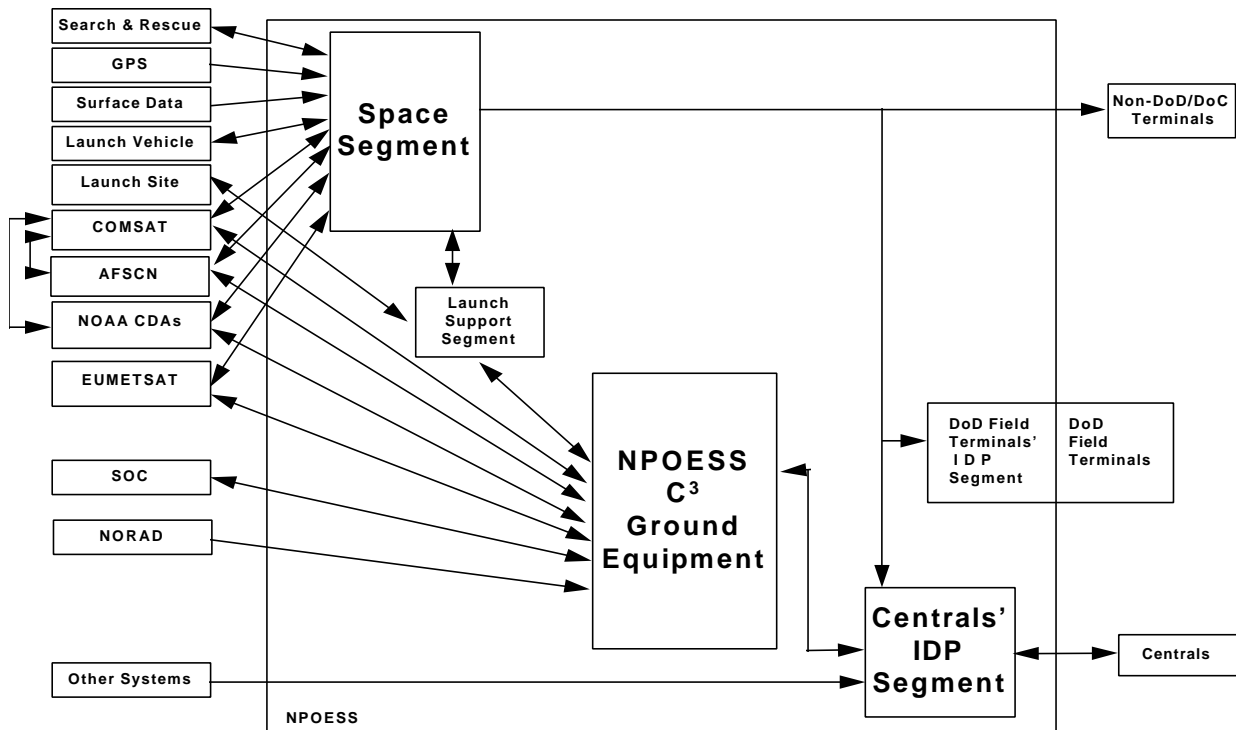 Search & Rescue
GPS
Surface Data
Launch Vehicle
Launch Site
COMSAT
AFSCN
NOAA CDAs
EUMETSAT
SOC
NORAD
Other Systems
Space
Segment
Launch
Support
Segment
NPOESS
C³
Ground
Equipment
Non-DoD/DoC
Terminals
DoD Field
Terminals’
I D P
Segment
DoD
Field
Terminals
Centrals’
IDP
Segment
Centrals
NPOESS